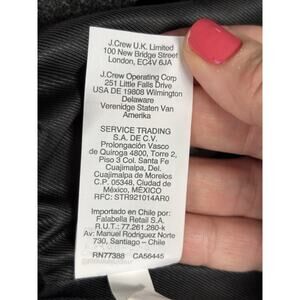 J.Crew U.K. Limited
100 New Bridge Street
London, EC4V 6JA
J.Crew Operating Corp
251 Little Falls Drive
USA DE 19808 Wilmington
Delaware
Verenidge Staden Van
Amerika
SERVICE TRADING
S.A. DE C.V.
Prolongación Vasco
de Quiroga 4800, Torre 2,
Piso 3 Col. Santa Fe
Cuajimalpa, Del.
Cuajimalpa de Morelos
C.P. 05348, Ciudad de
México, MÉXICO
RFC: STR921014AR0
Importado en Chile por:
Falabella Retail S.A.
R.U.T.: 77.261.280-k
Av: Manuel Rodriguez Norte
730, Santiago – Chile
RN77388 CA56445